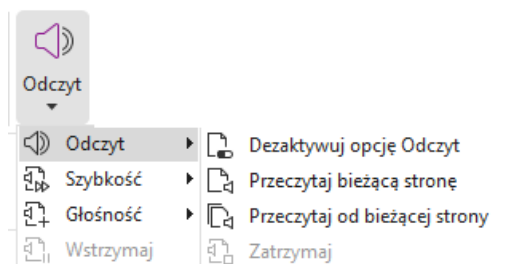 Odczyt
Odczyt
Szybkość
Głośność
Wstrzymaj
Dezaktywuj opcję Odczyt
Przeczytaj bieżącą stronę
Przeczytaj od bieżącej strony
Zatrzymaj